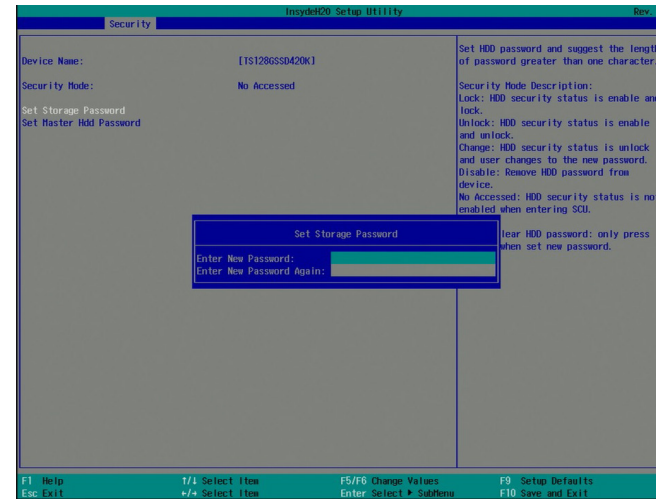 InsydeH2O Setup Utility Rev.
Security
Device Name: [TS128GSSD420K]
Security Mode: No Accessed
Set Storage Password
Set Master Hdd Password
Set HDD password and suggest the length
of password greater than one character.
Security Mode Description:
Lock: HDD security status is enable and
lock.
Unlock: HDD security status is enable
and unlock.
Change: HDD security status is unlock
and user changes to the new password.
Disable: Remove HDD password from
device.
No Accessed: HDD security status is no
enabled when entering SCU.
lear HDD password: only press
when set new password.
Set Storage Password
Enter New Password:
Enter New Password Again:
F1 Help ↑/↓ Select Item F5/F6 Change Values F9 Setup Defaults
Esc Exit ←/→ Select Item Enter Select ▶ SubMenu F10 Save and Exit